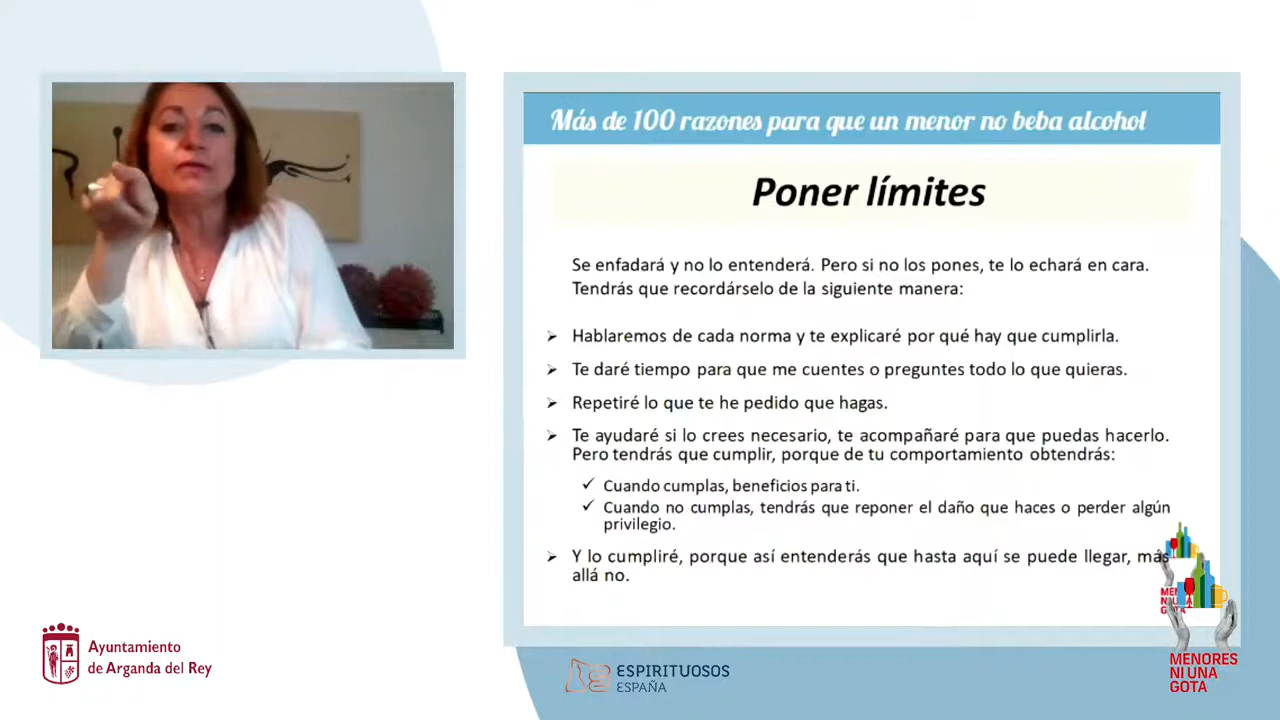 Más de 100 razones para que un menor no beba alcohol
Poner límites
Se enfadará y no lo entenderá. Pero si no los pones, te lo echará en cara.
Tendrás que recordárselo de la siguiente manera:
Hablaremos de cada norma y te explicaré por qué hay que cumplirla.
Te daré tiempo para que me cuentes o preguntes todo lo que quieras.
Repetiré lo que te he pedido que hagas.
Te ayudaré si lo crees necesario, te acompañaré para que puedas hacerlo.
Pero tendrás que cumplir, porque de tu comportamiento obtendrás:
Cuando cumplas, beneficios para ti.
Cuando no cumplas, tendrás que reponer el daño que haces o perder algún
privilegio.
Y lo cumpliré, porque así entenderás que hasta aquí se puede llegar, más
allá no.
Ayuntamiento
de Arganda del Rey
ESPIRITUOSOS
ESPAÑA
MENORES
NI UNA
GOTA